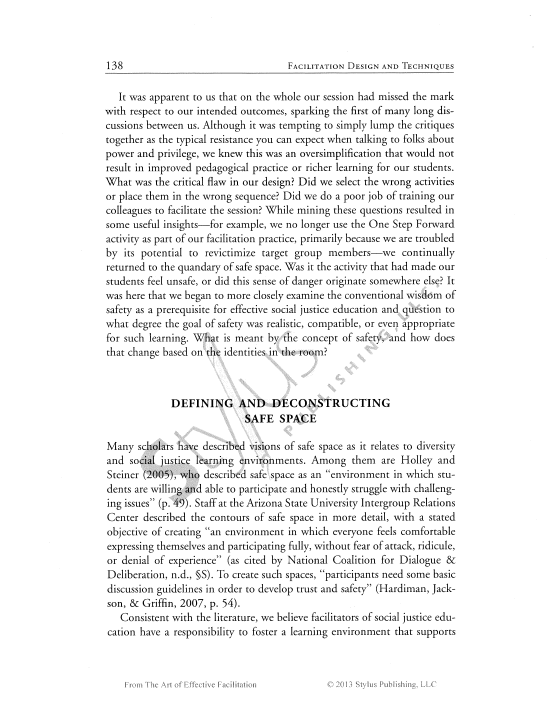 138
FACILITATION DESIGN AND TECHNIQUES
It was apparent to us that on the whole our session had missed the mark
with respect to our intended outcomes, sparking the first of many long dis-
cussions between us. Although it was tempting to simply lump the critiques
together as the typical resistance you can expect when talking to folks about
power and privilege, we knew this was an oversimplification that would not
result in improved pedagogical practice or richer learning for our students.
What was the critical flaw in our design? Did we select the wrong activities
or place them in the wrong sequence? Did we do a poor job of training our
colleagues to facilitate the session? While mining these questions resulted in
some useful insights—for example, we no longer use the One Step Forward
activity as part of our facilitation practice, primarily because we are troubled
by its potential to revictimize target group members—we continually
returned to the quandary of safe space. Was it the activity that had made our
students feel unsafe, or did this sense of danger originate somewhere else? It
was here that we began to more closely examine the conventional wisdom of
safety as a prerequisite for effective social justice education and question to
what degree the goal of safety was realistic, compatible, or even appropriate
for such learning. What is meant by the concept of safety, and how does
that change based on the identities in the room?
DEFINING AND DECONSTRUCTING
SAFE SPACE
Many scholars have described visions of safe space as it relates to diversity
and social justice learning environments. Among them are Holley and
Steiner (2005), who described safe space as an “environment in which stu-
dents are willing and able to participate and honestly struggle with challeng-
ing issues” (p. 49). Staff at the Arizona State University Intergroup Relations
Center described the contours of safe space in more detail, with a stated
objective of creating “an environment in which everyone feels comfortable
expressing themselves and participating fully, without fear of attack, ridicule,
or denial of experience” (as cited by National Coalition for Dialogue &
Deliberation, n.d., §S). To create such spaces, “participants need some basic
discussion guidelines in order to develop trust and safety” (Hardiman, Jack-
son, & Griffin, 2007, p. 54).
Consistent with the literature, we believe facilitators of social justice edu-
cation have a responsibility to foster a learning environment that supports
Stylus
PUBLISHING,
From The Art of Effective Facilitation
© 2013 Stylus Publishing, LLC